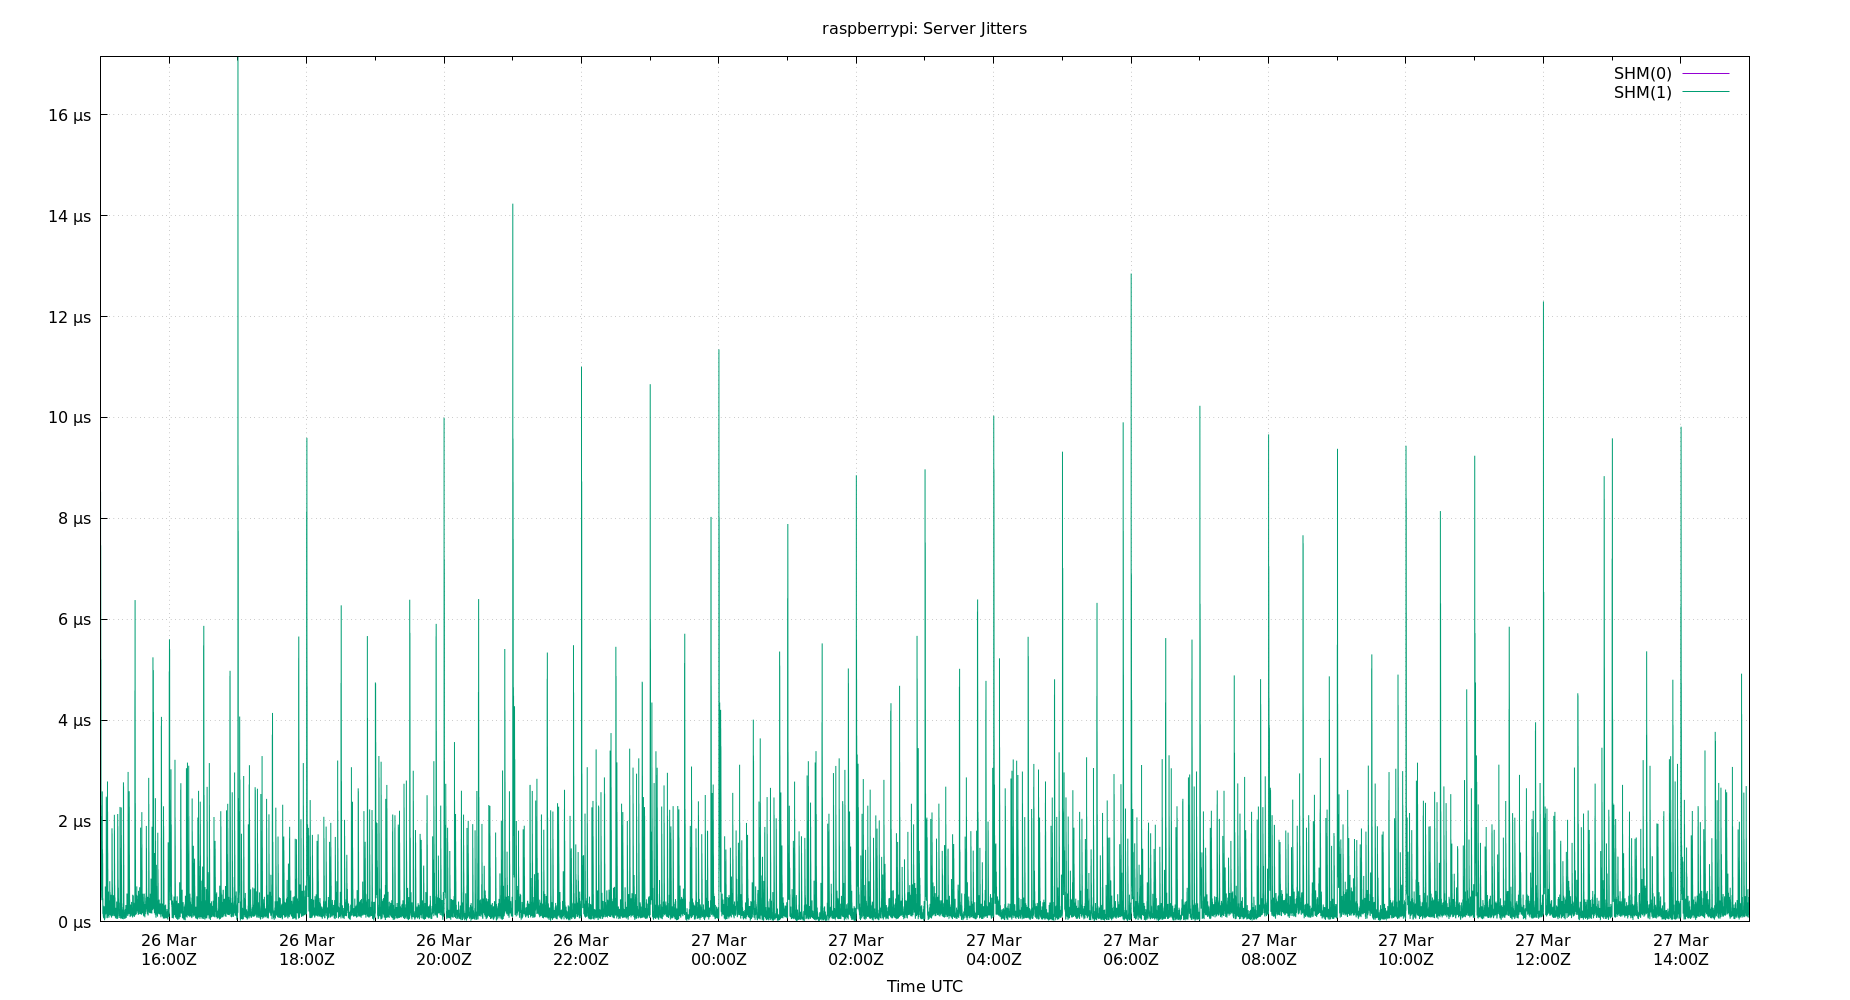 raspberrypi: Server Jitters
SHM(0)
SHM(1)
16 µs
14 µs
12 µs
10 µs
8 µs
6 µs
4 µs
2 µs
0 µs
26 Mar 26 Mar 26 Mar 26 Mar 27 Mar 27 Mar 27 Mar 27 Mar 27 Mar 27 Mar 27 Mar 27 Mar
16:00Z 18:00Z 20:00Z 22:00Z 00:00Z 02:00Z 04:00Z 06:00Z 08:00Z 10:00Z 12:00Z 14:00Z
Time UTC